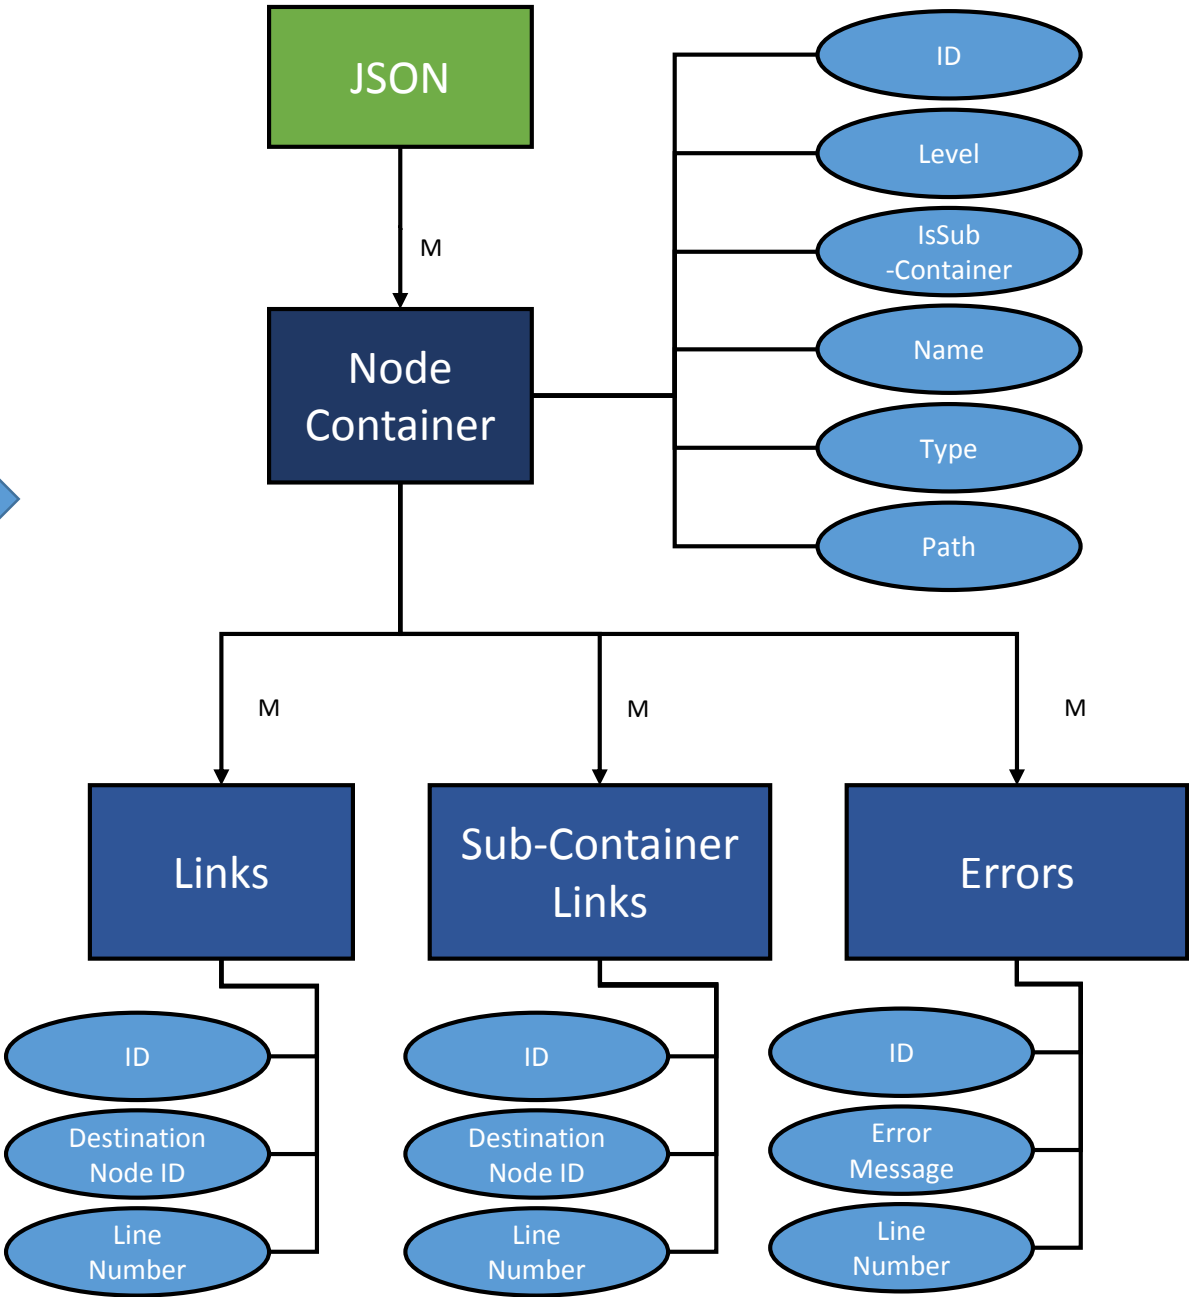 JSON
ID
Level
IsSub
-Container
Name
Type
Path
M
Node
Container
M
M
M
Links
Sub-Container
Links
Errors
ID
Destination
Node ID
Line
Number
ID
Destination
Node ID
Line
Number
ID
Error
Message
Line
Number